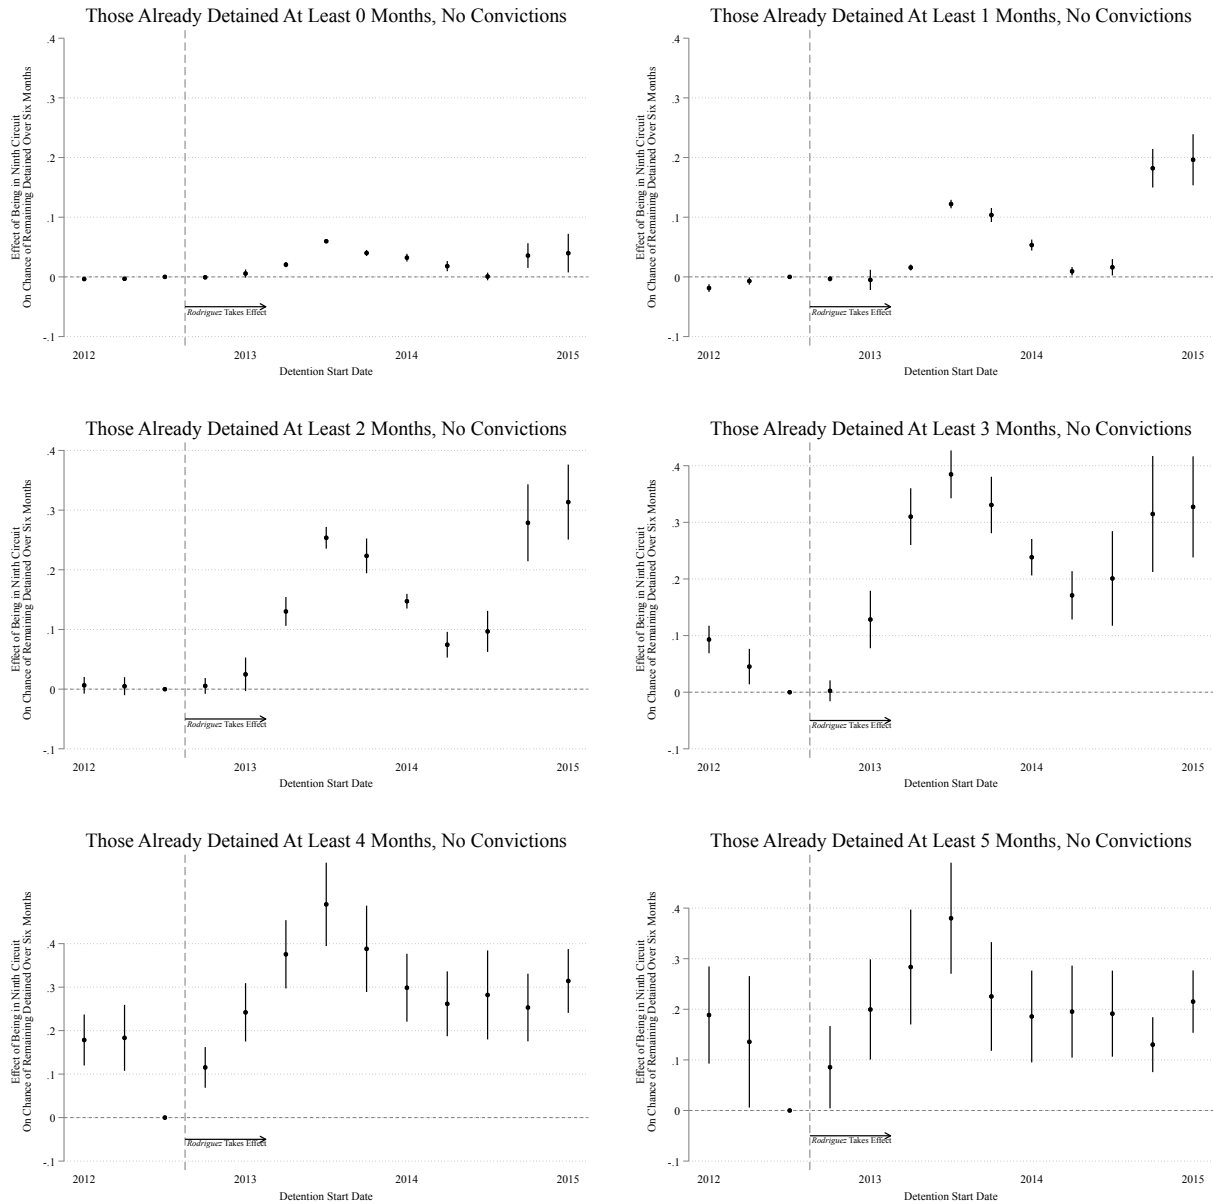 Those Already Detained At Least 0 Months, No Convictions
Effect of Being in Ninth Circuit
On Chance of Remaining Detained Over Six Months
.4
.3
.2
.1
0
-.1
Rodriguez Takes Effect
2012
2013
2014
2015
Detention Start Date
Those Already Detained At Least 1 Months, No Convictions
Effect of Being in Ninth Circuit
On Chance of Remaining Detained Over Six Months
.4
.3
.2
.1
0
-.1
Rodriguez Takes Effect
2012
2013
2014
2015
Detention Start Date
Those Already Detained At Least 2 Months, No Convictions
Effect of Being in Ninth Circuit
On Chance of Remaining Detained Over Six Months
.4
.3
.2
.1
0
-.1
Rodriguez Takes Effect
2012
2013
2014
2015
Detention Start Date
Those Already Detained At Least 3 Months, No Convictions
Effect of Being in Ninth Circuit
On Chance of Remaining Detained Over Six Months
.4
.3
.2
.1
0
-.1
Rodriguez Takes Effect
2012
2013
2014
2015
Detention Start Date
Those Already Detained At Least 4 Months, No Convictions
Effect of Being in Ninth Circuit
On Chance of Remaining Detained Over Six Months
.4
.3
.2
.1
0
-.1
Rodriguez Takes Effect
2012
2013
2014
2015
Detention Start Date
Those Already Detained At Least 5 Months, No Convictions
Effect of Being in Ninth Circuit
On Chance of Remaining Detained Over Six Months
.4
.3
.2
.1
0
-.1
Rodriguez Takes Effect
2012
2013
2014
2015
Detention Start Date